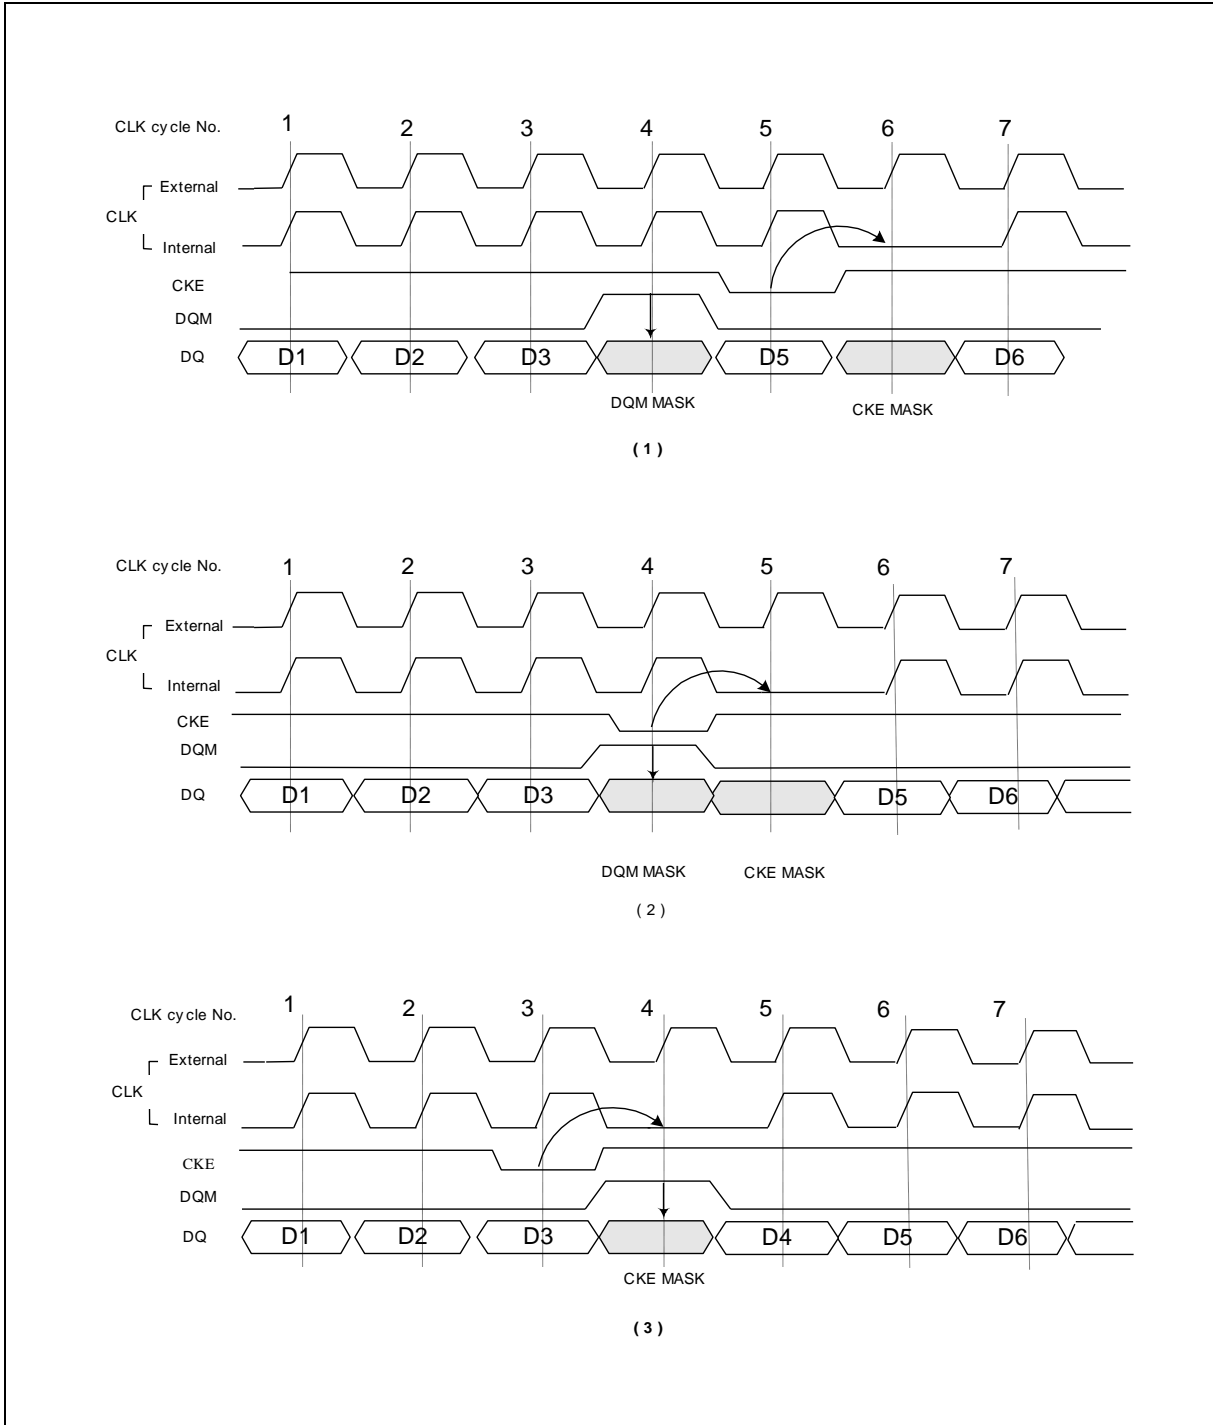 CLK cycle No. 1 2 3 4 5 6 7
External
CLK
Internal
CKE
DQM
DQ D1 D2 D3 D5 D6
DQM MASK CKE MASK
( 1 )
CLK cycle No. 1 2 3 4 5 6 7
External
CLK
Internal
CKE
DQM
DQ D1 D2 D3 D5 D6
DQM MASK CKE MASK
( 2 )
CLK cycle No. 1 2 3 4 5 6 7
External
CLK
Internal
CKE
DQM
DQ D1 D2 D3 D4 D5 D6
CKE MASK
( 3 )